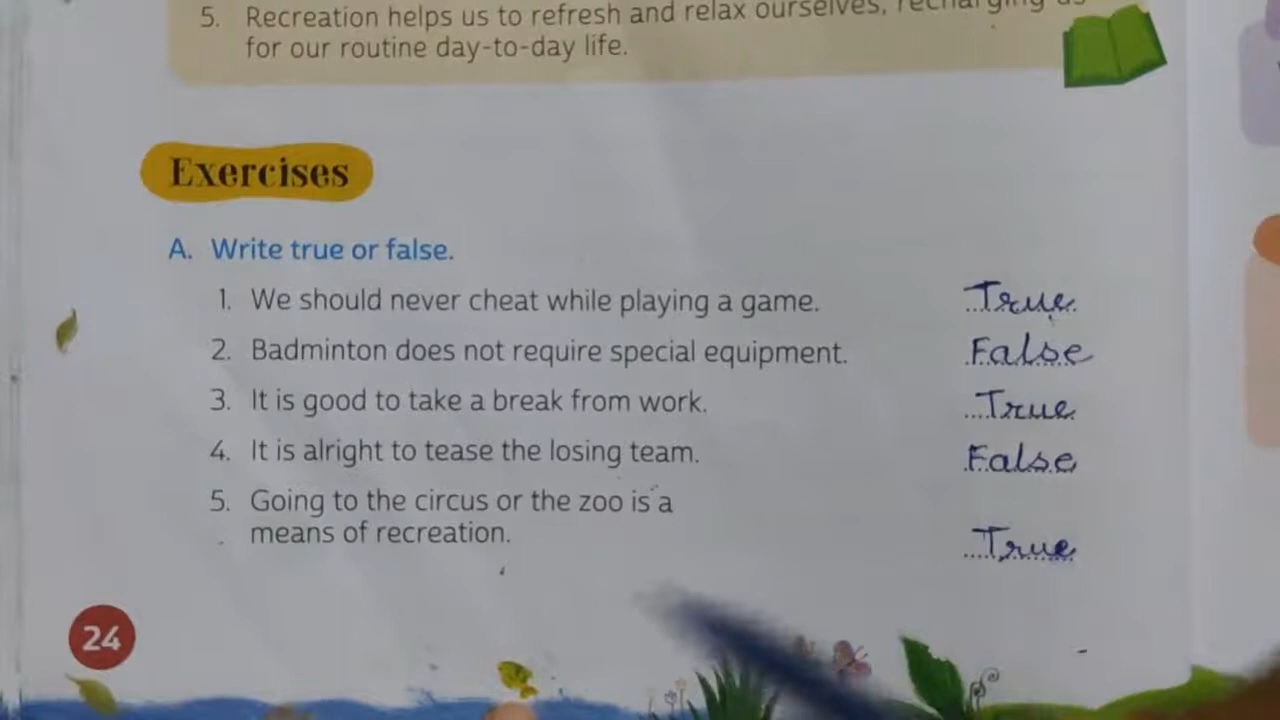 5. Recreation helps us to refresh and relax ourselves, recharging us
for our routine day-to-day life.
Exercises
A. Write true or false.
1. We should never cheat while playing a game. True
2. Badminton does not require special equipment. False
3. It is good to take a break from work. True
4. It is alright to tease the losing team. False
5. Going to the circus or the zoo is a
means of recreation. True
24